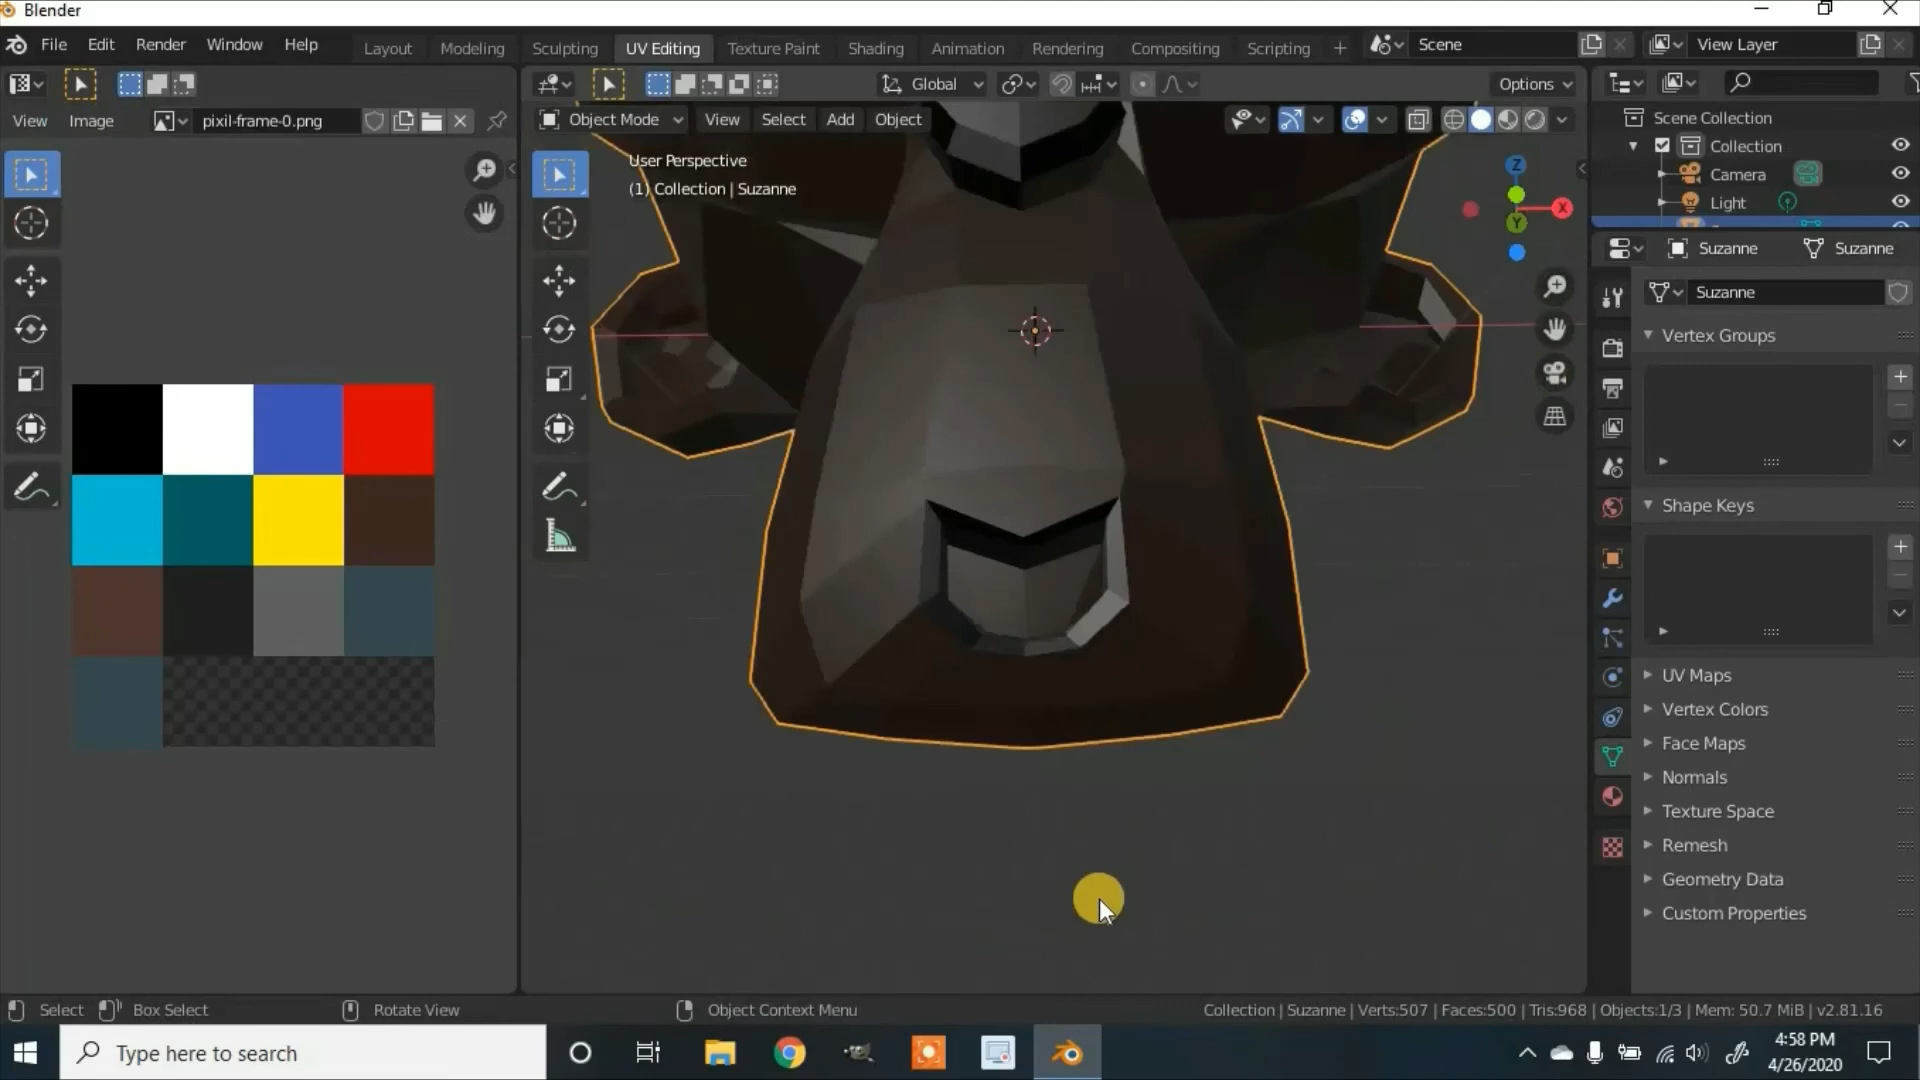 Blender
File Edit Render Window Help Layout Modeling Sculpting UV Editing Texture Paint Shading Animation Rendering Compositing Scripting + Scene View Layer
Global Options
View Image pixil-frame-0.png Object Mode View Select Add Object
Scene Collection
Collection
Camera
Light
User Perspective
(1) Collection | Suzanne
Z
X
Y
Suzanne Suzanne
Suzanne
Vertex Groups
Shape Keys
UV Maps
Vertex Colors
Face Maps
Normals
Texture Space
Remesh
Geometry Data
Custom Properties
Select Box Select Rotate View Object Context Menu Collection | Suzanne | Verts:507 | Faces:500 | Tris:968 | Objects:1/3 | Mem: 50.7 MiB | v2.81.16
Type here to search
4:58 PM
4/26/2020